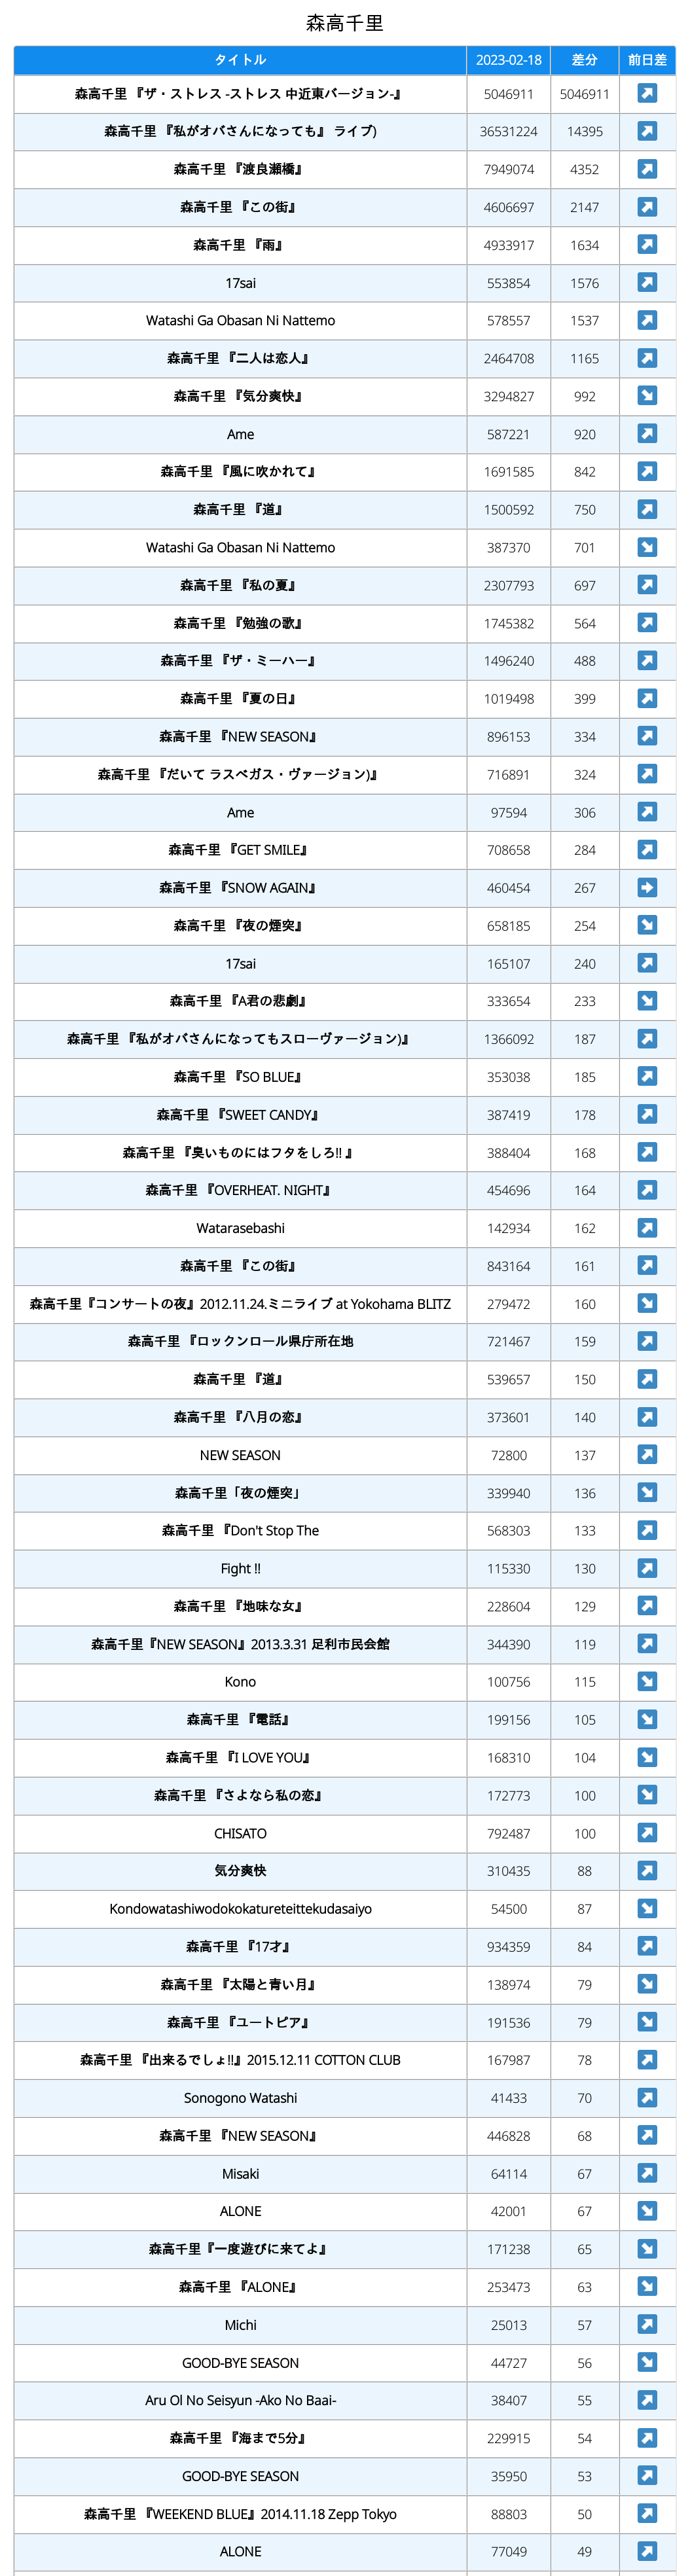 森高千里
タイトル 2023-02-18 差分 前日差
森高千里 『ザ・ストレス -ストレス 中近東バージョン-』 5046911 5046911
森高千里 『私がオバさんになっても』 ライブ) 36531224 14395
森高千里 『渡良瀬橋』 7949074 4352
森高千里 『この街』 4606697 2147
森高千里 『雨』 4933917 1634
17sai 553854 1576
Watashi Ga Obasan Ni Nattemo 578557 1537
森高千里 『二人は恋人』 2464708 1165
森高千里 『気分爽快』 3294827 992
Ame 587221 920
森高千里 『風に吹かれて』 1691585 842
森高千里 『道』 1500592 750
Watashi Ga Obasan Ni Nattemo 387370 701
森高千里 『私の夏』 2307793 697
森高千里 『勉強の歌』 1745382 564
森高千里 『ザ・ミーハー』 1496240 488
森高千里 『夏の日』 1019498 399
森高千里 『NEW SEASON』 896153 334
森高千里 『だいて ラスベガス・ヴァージョン)』 716891 324
Ame 97594 306
森高千里 『GET SMILE』 708658 284
森高千里 『SNOW AGAIN』 460454 267
森高千里 『夜の煙突』 658185 254
17sai 165107 240
森高千里 『A君の悲劇』 333654 233
森高千里 『私がオバさんになってもスローヴァージョン)』 1366092 187
森高千里 『SO BLUE』 353038 185
森高千里 『SWEET CANDY』 387419 178
森高千里 『臭いものにはフタをしろ!! 』 388404 168
森高千里 『OVERHEAT. NIGHT』 454696 164
Watarasebashi 142934 162
森高千里 『この街』 843164 161
森高千里『コンサートの夜』2012.11.24.ミニライブ at Yokohama BLITZ 279472 160
森高千里 『ロックンロール県庁所在地 721467 159
森高千里 『道』 539657 150
森高千里 『八月の恋』 373601 140
NEW SEASON 72800 137
森高千里「夜の煙突」 339940 136
森高千里 『Don't Stop The 568303 133
Fight !! 115330 130
森高千里 『地味な女』 228604 129
森高千里『NEW SEASON』2013.3.31 足利市民会館 344390 119
Kono 100756 115
森高千里 『電話』 199156 105
森高千里 『I LOVE YOU』 168310 104
森高千里 『さよなら私の恋』 172773 100
CHISATO 792487 100
気分爽快 310435 88
Kondowatashiwodokokatureteittekudasaiyo 54500 87
森高千里 『17才』 934359 84
森高千里 『太陽と青い月』 138974 79
森高千里 『ユートピア』 191536 79
森高千里 『出来るでしょ!!』2015.12.11 COTTON CLUB 167987 78
Sonogono Watashi 41433 70
森高千里 『NEW SEASON』 446828 68
Misaki 64114 67
ALONE 42001 67
森高千里『一度遊びに来てよ』 171238 65
森高千里 『ALONE』 253473 63
Michi 25013 57
GOOD-BYE SEASON 44727 56
Aru Ol No Seisyun -Ako No Baai- 38407 55
森高千里 『海まで5分』 229915 54
GOOD-BYE SEASON 35950 53
森高千里 『WEEKEND BLUE』2014.11.18 Zepp Tokyo 88803 50
ALONE 77049 49